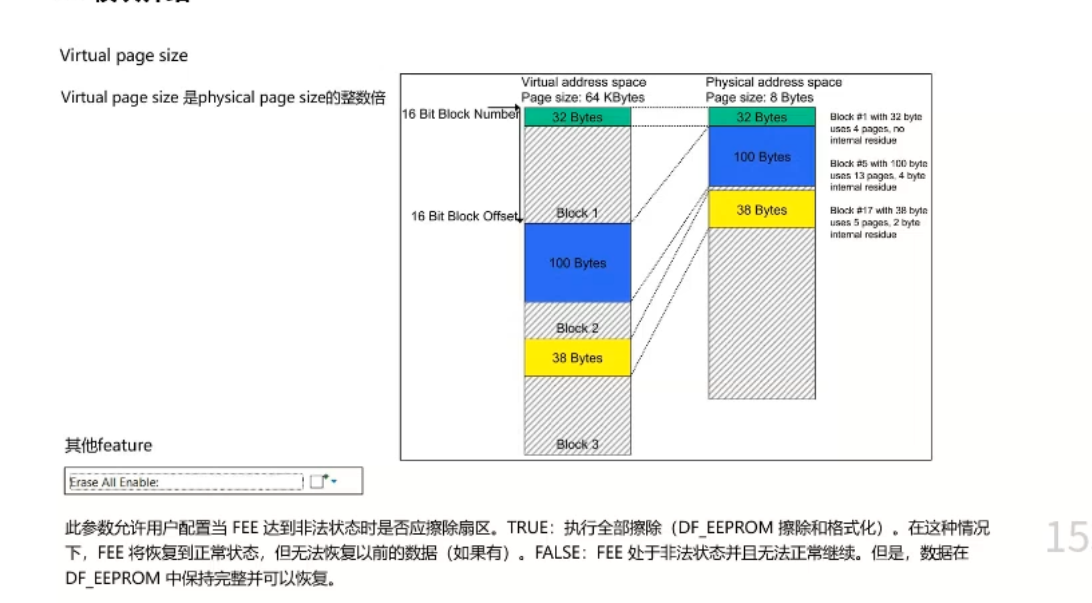 Virtual page size
Virtual page size 是physical page size的整数倍
Virtual address space
Page size: 64 KBytes
Physical address space
Page size: 8 Bytes
16 Bit Block Number
32 Bytes
32 Bytes
Block #1 with 32 byte
uses 4 pages, no
internal residue
100 Bytes
Block #5 with 100 byte
uses 13 pages, 4 byte
internal residue
16 Bit Block Offset
Block 1
38 Bytes
Block #17 with 38 byte
uses 5 pages, 2 byte
internal residue
100 Bytes
Block 2
38 Bytes
Block 3
其他feature
Erase All Enable:
此参数允许用户配置当 FEE 达到非法状态时是否应擦除扇区。TRUE：执行全部擦除（DF_EEPROM 擦除和格式化）。在这种情况
下，FEE 将恢复到正常状态，但无法恢复以前的数据（如果有）。FALSE：FEE 处于非法状态并且无法正常继续。但是，数据在
DF_EEPROM 中保持完整并可以恢复。
15